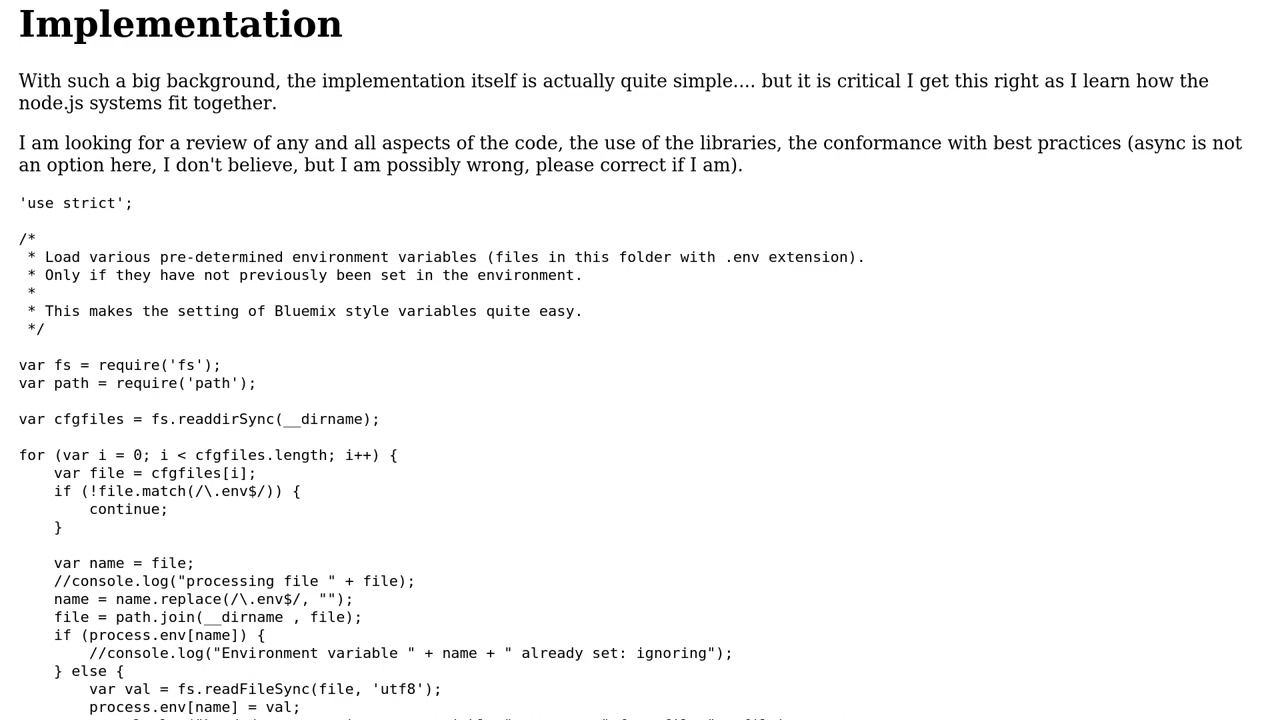 Implementation
With such a big background, the implementation itself is actually quite simple.... but it is critical I get this right as I learn how the
node.js systems fit together.
I am looking for a review of any and all aspects of the code, the use of the libraries, the conformance with best practices (async is not
an option here, I don't believe, but I am possibly wrong, please correct if I am).
'use strict';
/*
 * Load various pre-determined environment variables (files in this folder with .env extension).
 * Only if they have not previously been set in the environment.
 *
 * This makes the setting of Bluemix style variables quite easy.
 */
var fs = require('fs');
var path = require('path');
var cfgfiles = fs.readdirSync(__dirname);
for (var i = 0; i < cfgfiles.length; i++) {
    var file = cfgfiles[i];
    if (!file.match(/\.env$/)) {
        continue;
    }
    var name = file;
    //console.log("processing file " + file);
    name = name.replace(/\.env$/, "");
    file = path.join(__dirname , file);
    if (process.env[name]) {
        //console.log("Environment variable " + name + " already set: ignoring");
    } else {
        var val = fs.readFileSync(file, 'utf8');
        process.env[name] = val;